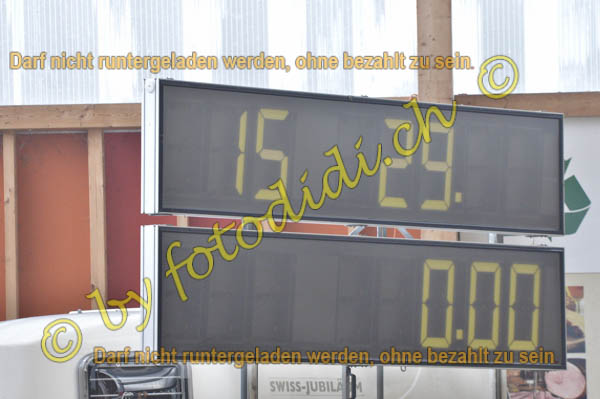 Darf nicht runtergeladen werden, ohne bezahlt zu sein.
15 29.
© by fotodidi.ch ©
0.00
Darf nicht runtergeladen werden, ohne bezahlt zu sein
SWISS-JUBILÄUM